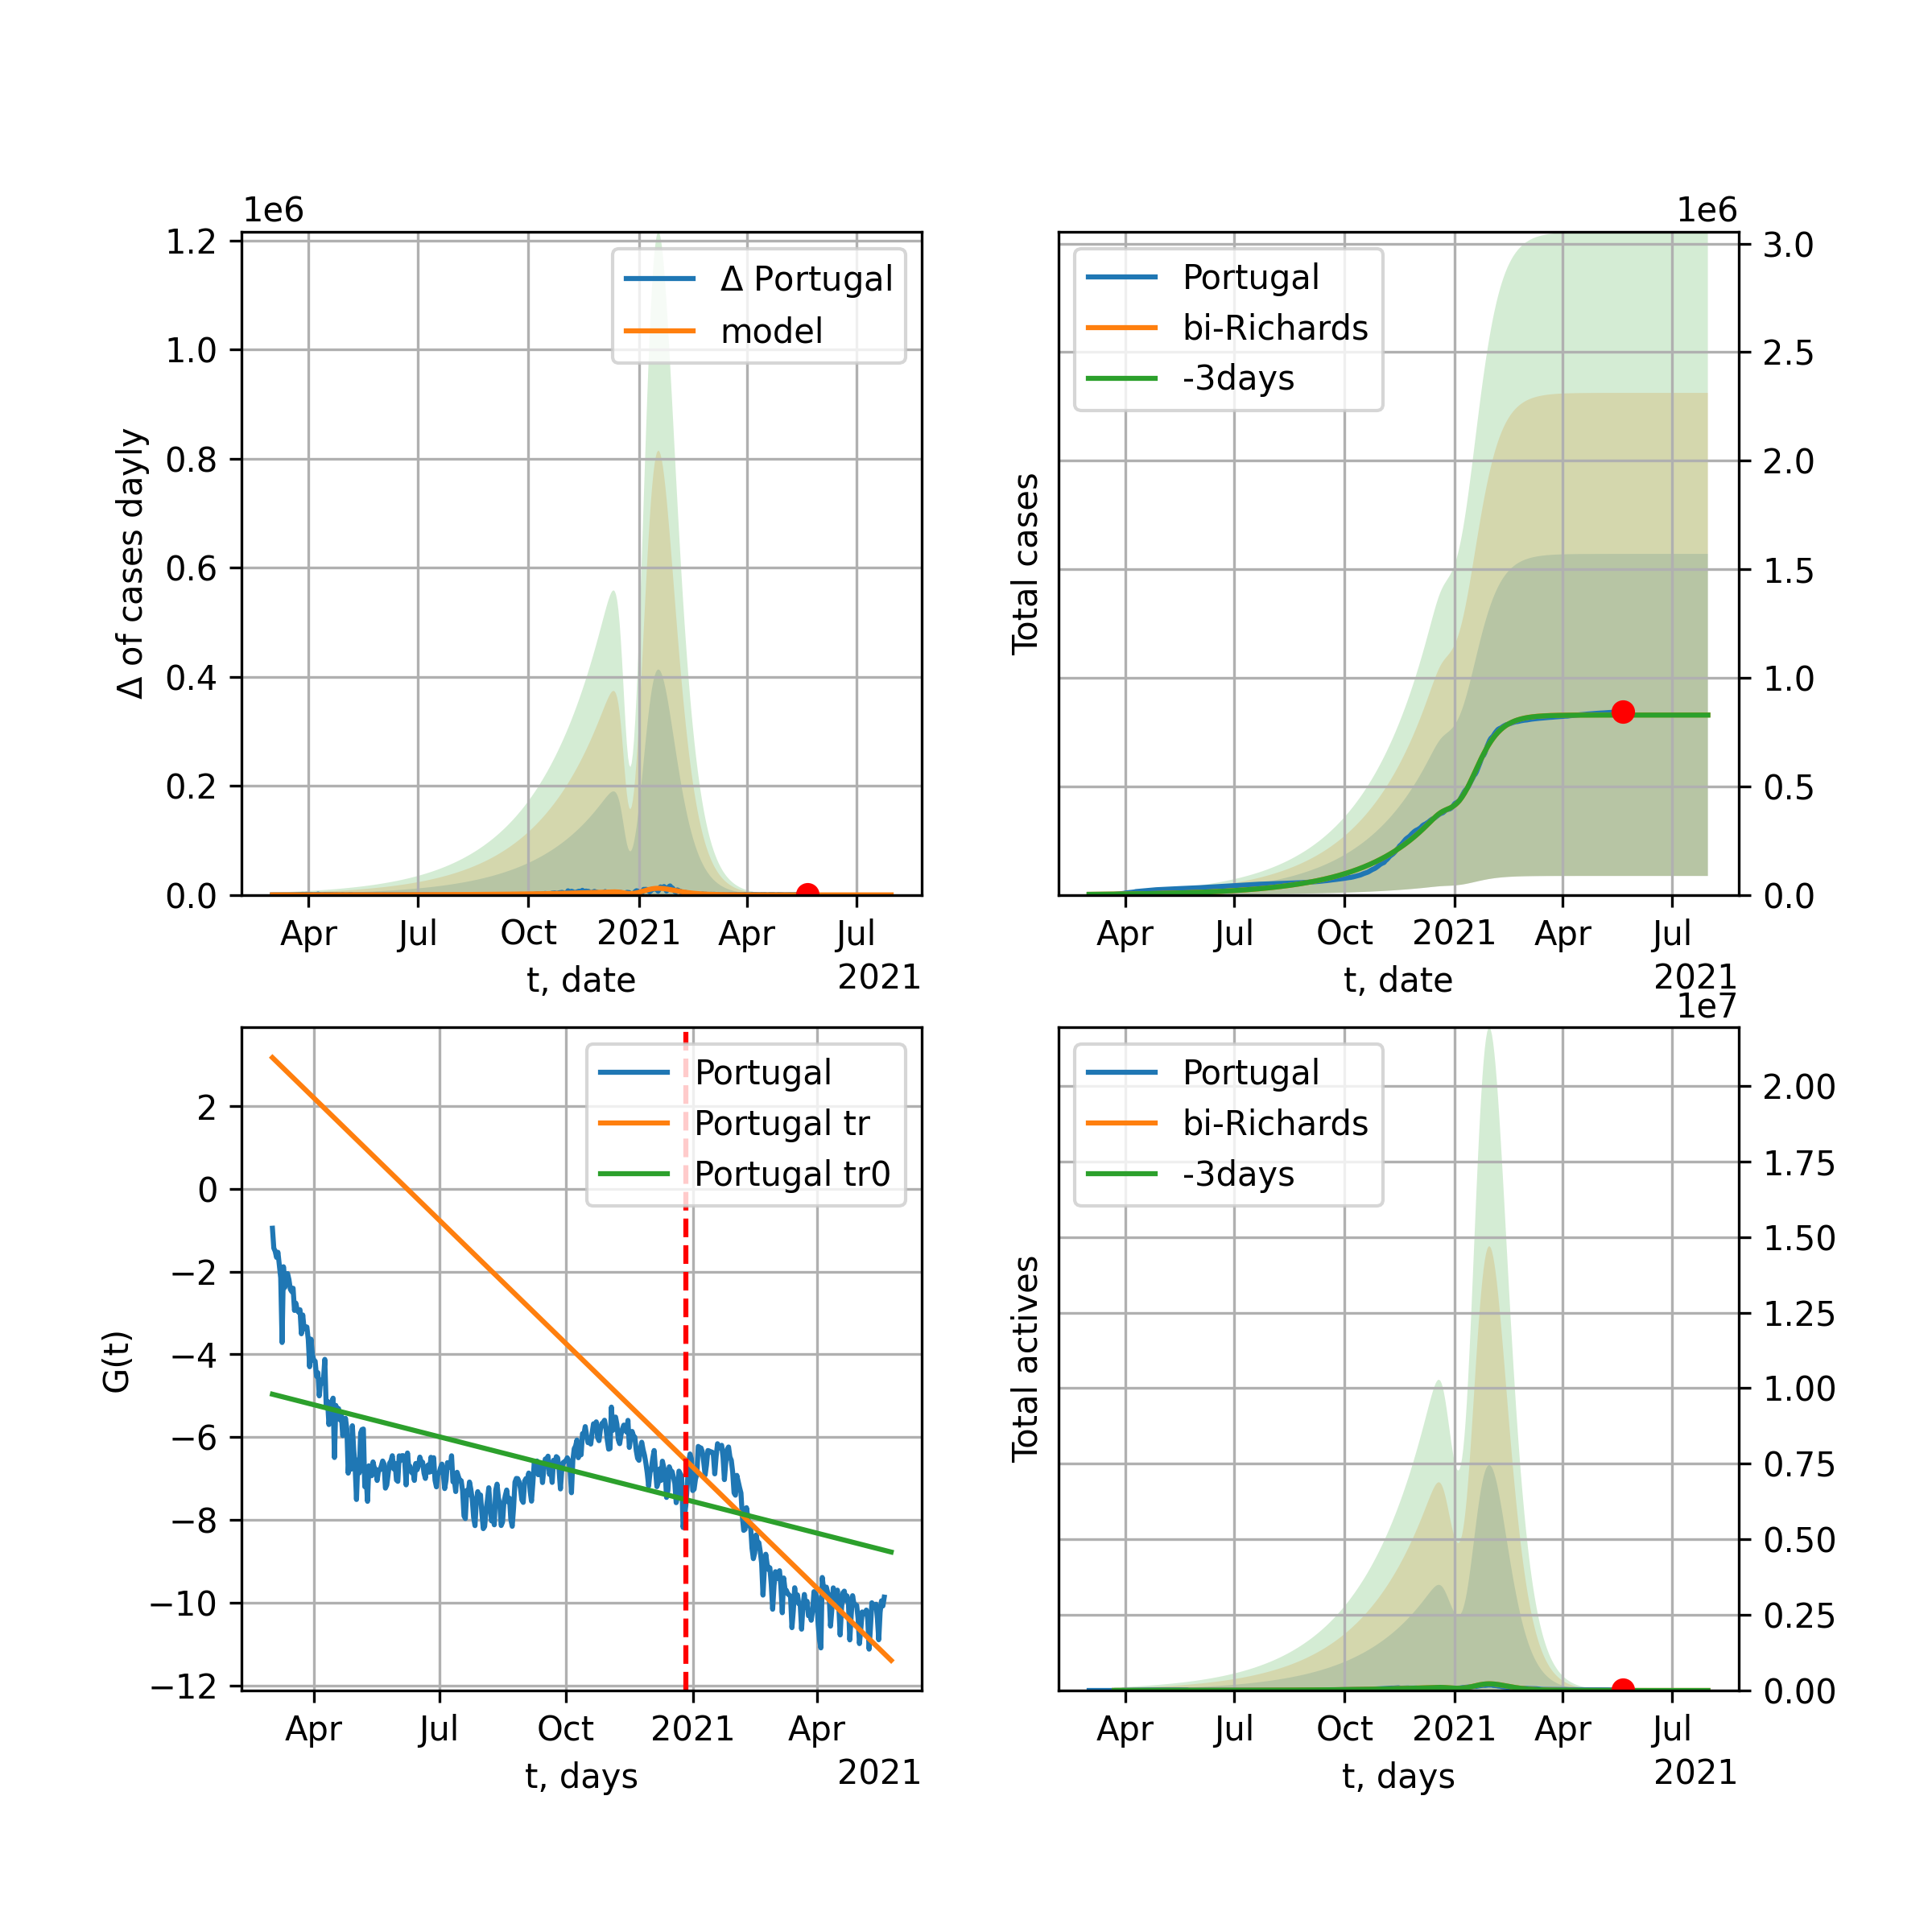 1e6
1.2
1.0
0.8
0.6
0.4
0.2
0.0
Δ of cases dayly
Δ Portugal
model
Apr
Jul
Oct
2021
Apr
Jul
t, date
2021
1e6
3.0
2.5
2.0
1.5
1.0
0.5
0.0
Total cases
Portugal
bi-Richards
-3days
Apr
Jul
Oct
2021
Apr
Jul
t, date
2021
2
0
−2
−4
−6
−8
−10
−12
G(t)
Portugal
Portugal tr
Portugal tr0
Apr
Jul
Oct
2021
Apr
t, days
2021
1e7
2.00
1.75
1.50
1.25
1.00
0.75
0.50
0.25
0.00
Total actives
Portugal
bi-Richards
-3days
Apr
Jul
Oct
2021
Apr
Jul
t, days
2021